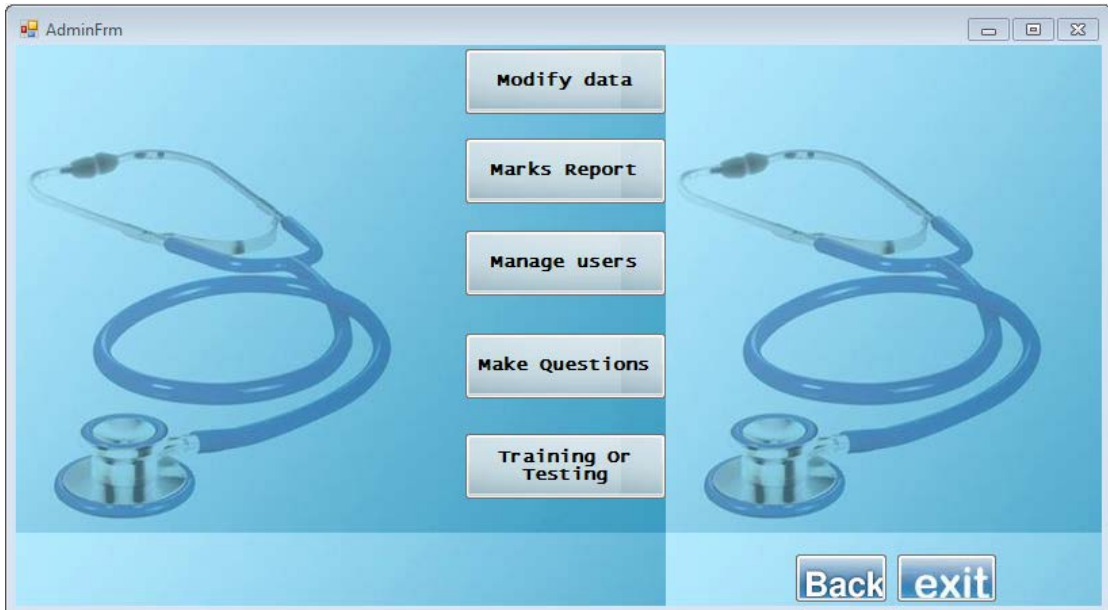 AdminFrm
Modify data
Marks Report
Manage users
Make Questions
Training Or
Testing
Back
exit